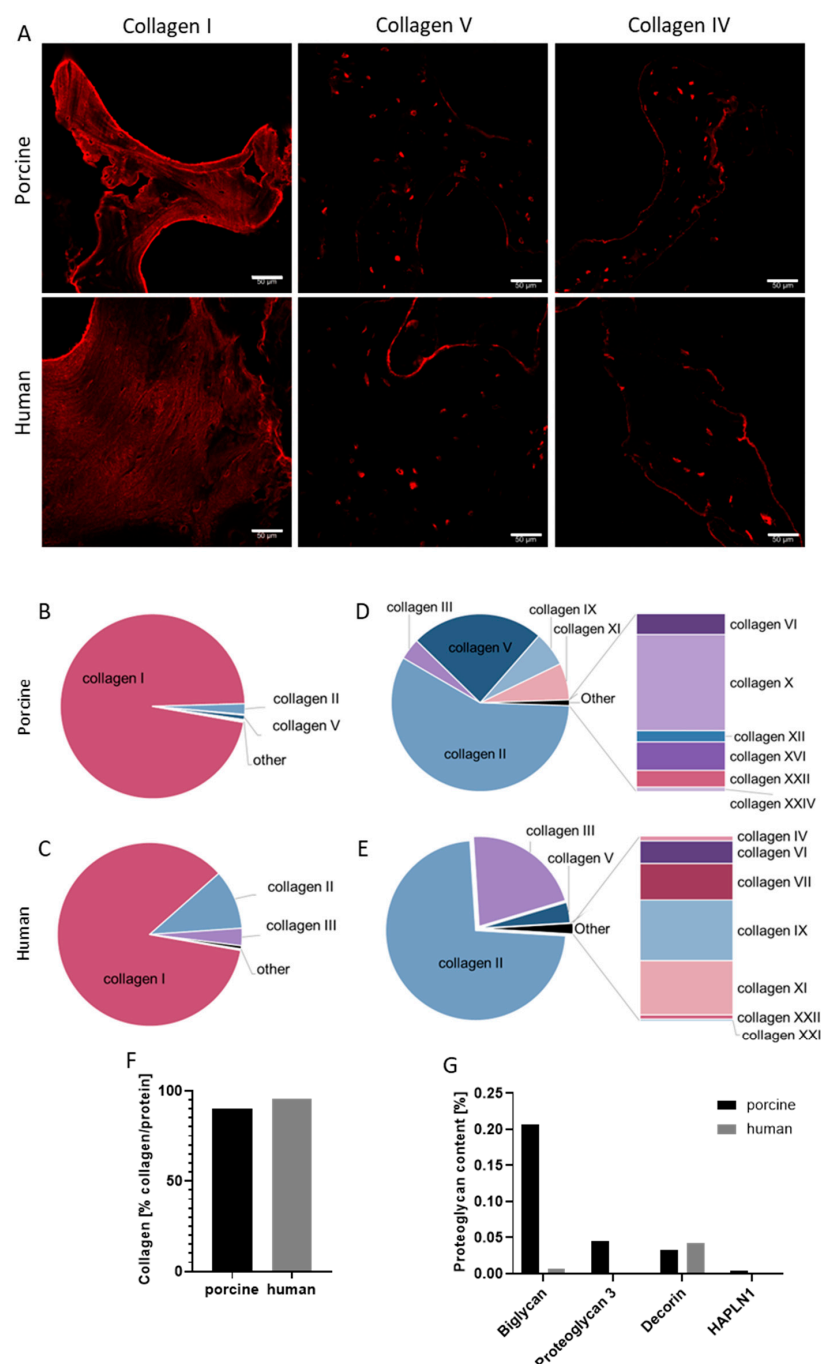 A
Collagen I
Collagen V
Collagen IV
Porcine
50 µm
50 µm
50 µm
Human
50 µm
50 µm
50 µm
B
Porcine
collagen I
collagen II
collagen V
other
D
collagen III
collagen V
collagen IX
collagen XI
Other
collagen II
collagen VI
collagen X
collagen XII
collagen XVI
collagen XXII
collagen XXIV
C
Human
collagen I
collagen II
collagen III
other
E
collagen III
collagen V
Other
collagen II
collagen IV
collagen VI
collagen VII
collagen IX
collagen XI
collagen XXII
collagen XXI
F
Collagen [% collagen/protein]
100
50
0
porcine
human
G
Proteoglycan content [%]
0.25
0.20
0.15
0.10
0.05
0.00
porcine
human
Biglycan
Proteoglycan 3
Decorin
HAPLN1